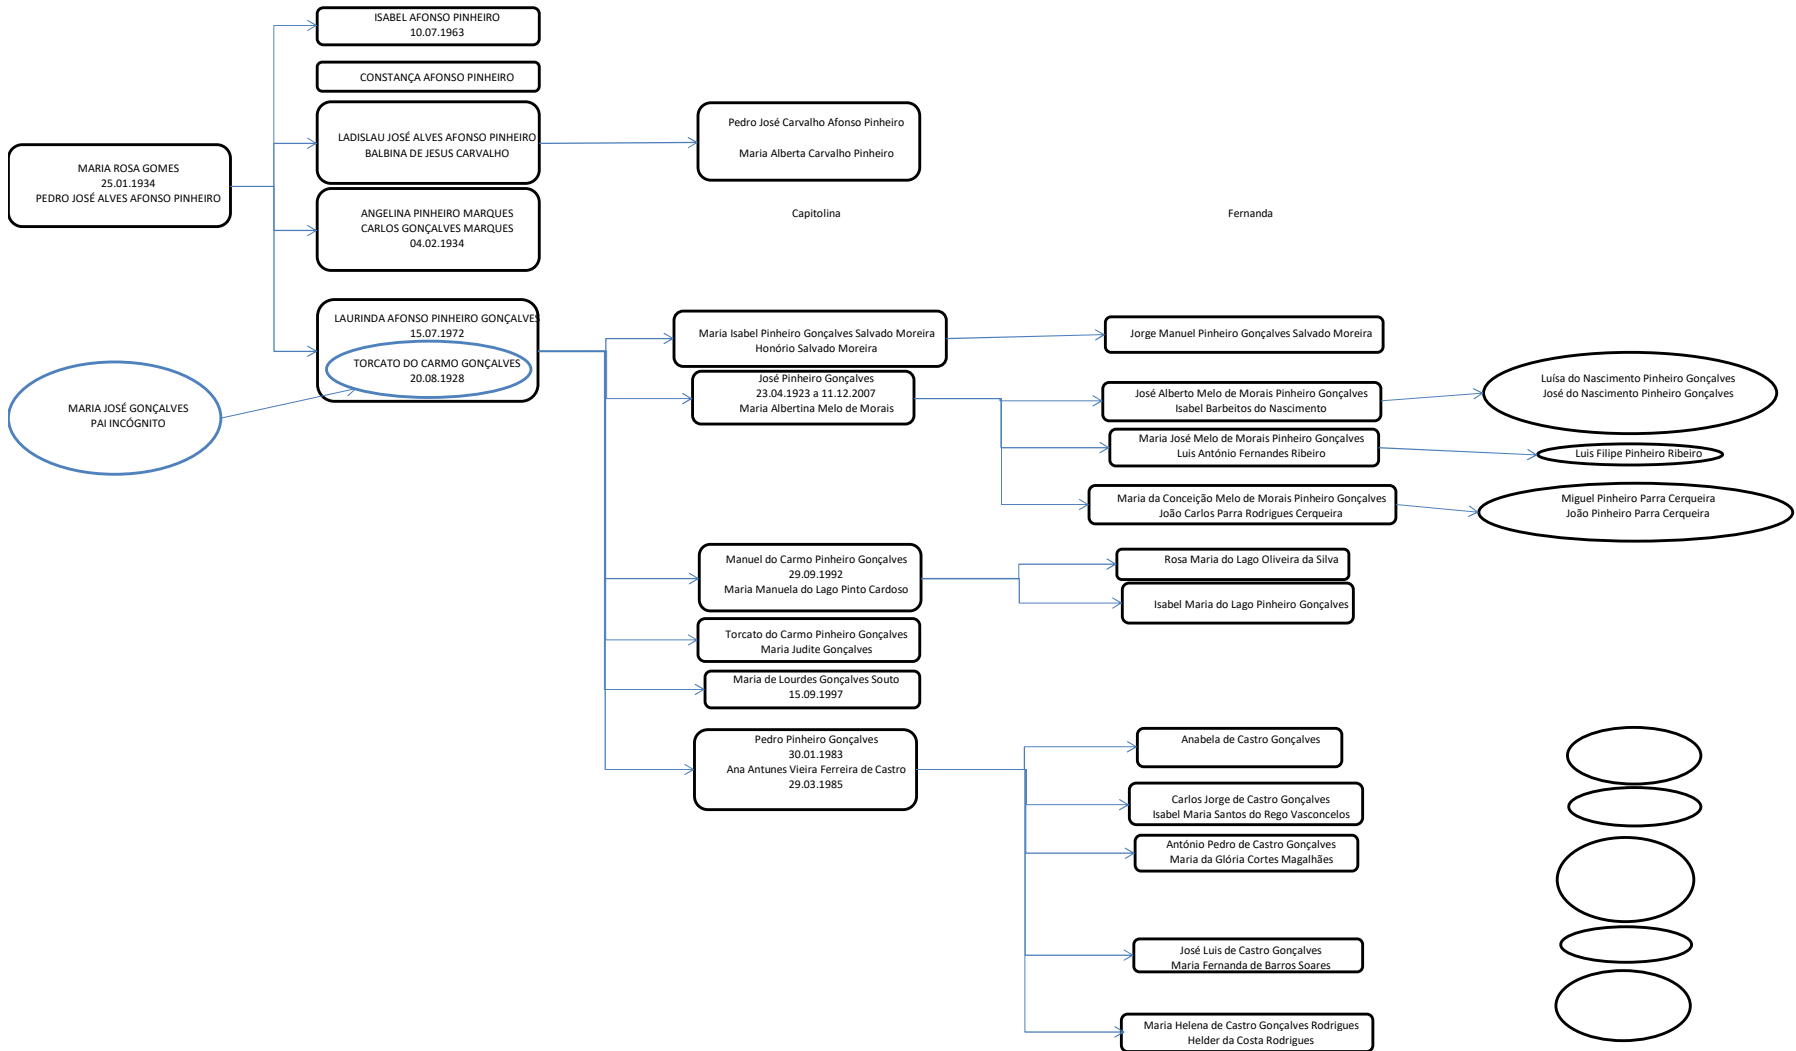 ISABEL AFONSO PINHEIRO
10.07.1963
CONSTANÇA AFONSO PINHEIRO
LADISLAU JOSÉ ALVES AFONSO PINHEIRO
BALBINA DE JESUS CARVALHO
Pedro José Carvalho Afonso Pinheiro
Maria Alberta Carvalho Pinheiro
MARIA ROSA GOMES
25.01.1934
PEDRO JOSÉ ALVES AFONSO PINHEIRO
ANGELINA PINHEIRO MARQUES
CARLOS GONÇALVES MARQUES
04.02.1934
Capitolina
Fernanda
LAURINDA AFONSO PINHEIRO GONÇALVES
15.07.1972
TORCATO DO CARMO GONÇALVES
20.08.1928
MARIA JOSÉ GONÇALVES
PAI INCÓGNITO
Maria Isabel Pinheiro Gonçalves Salvado Moreira
Honório Salvado Moreira
Jorge Manuel Pinheiro Gonçalves Salvado Moreira
José Pinheiro Gonçalves
23.04.1923 a 11.12.2007
Maria Albertina Melo de Morais
José Alberto Melo de Morais Pinheiro Gonçalves
Isabel Barbeitos do Nascimento
Luísa do Nascimento Pinheiro Gonçalves
José do Nascimento Pinheiro Gonçalves
Maria José Melo de Morais Pinheiro Gonçalves
Luis António Fernandes Ribeiro
Luis Filipe Pinheiro Ribeiro
Maria da Conceição Melo de Morais Pinheiro Gonçalves
João Carlos Parra Rodrigues Cerqueira
Miguel Pinheiro Parra Cerqueira
João Pinheiro Parra Cerqueira
Manuel do Carmo Pinheiro Gonçalves
29.09.1992
Maria Manuela do Lago Pinto Cardoso
Rosa Maria do Lago Oliveira da Silva
Isabel Maria do Lago Pinheiro Gonçalves
Torcato do Carmo Pinheiro Gonçalves
Maria Judite Gonçalves
Maria de Lourdes Gonçalves Souto
15.09.1997
Pedro Pinheiro Gonçalves
30.01.1983
Ana Antunes Vieira Ferreira de Castro
29.03.1985
Anabela de Castro Gonçalves
Carlos Jorge de Castro Gonçalves
Isabel Maria Santos do Rego Vasconcelos
António Pedro de Castro Gonçalves
Maria da Glória Cortes Magalhães
José Luis de Castro Gonçalves
Maria Fernanda de Barros Soares
Maria Helena de Castro Gonçalves Rodrigues
Helder da Costa Rodrigues